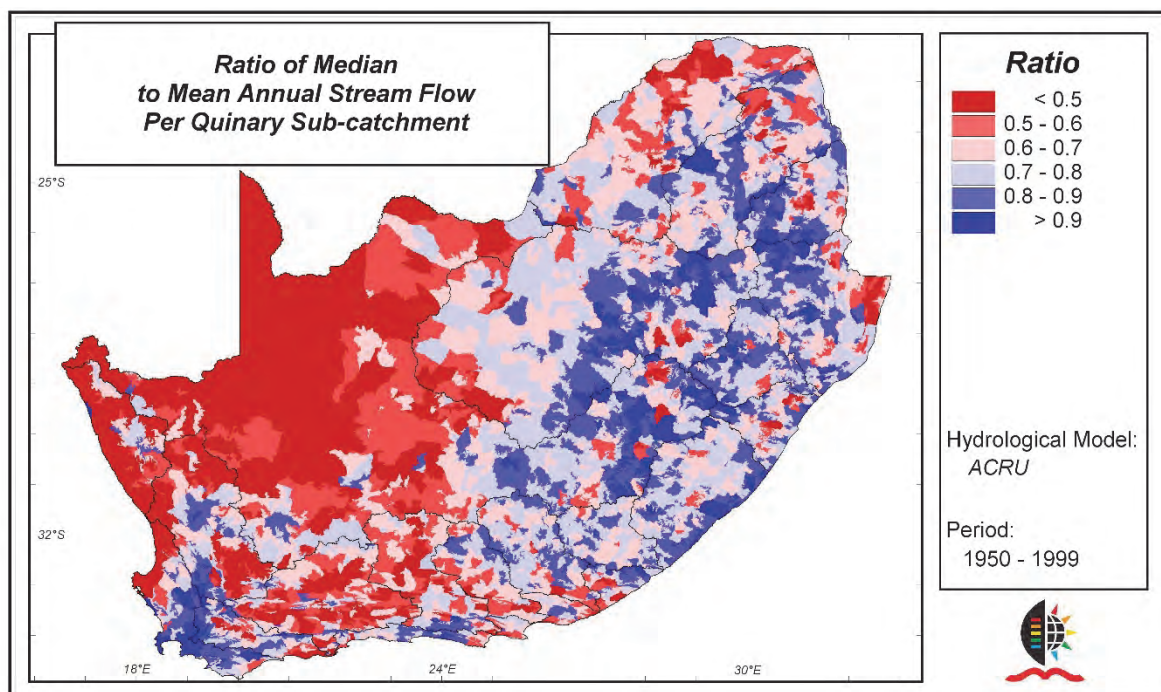 Ratio of Median
to Mean Annual Stream Flow
Per Quinary Sub-catchment
Ratio
< 0.5
0.5 - 0.6
0.6 - 0.7
0.7 - 0.8
0.8 - 0.9
> 0.9
25°S
32°S
18°E
24°E
30°E
Hydrological Model:
ACRU
Period:
1950 - 1999